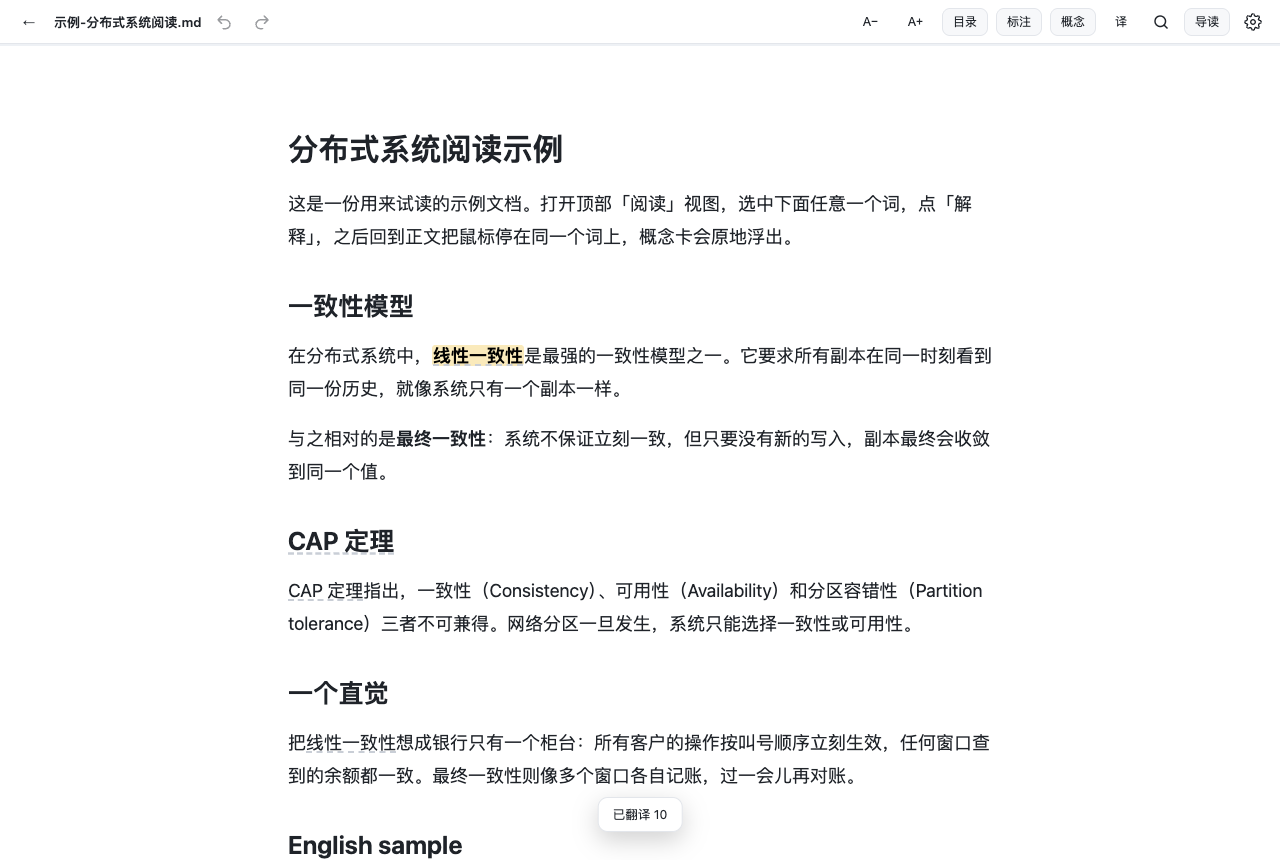 ← 示例-分布式系统阅读.md A− A+ 目录 标注 概念 译 导读
分布式系统阅读示例
这是一份用来试读的示例文档。打开顶部「阅读」视图，选中下面任意一个词，点「解
释」，之后回到正文把鼠标停在同一个词上，概念卡会原地浮出。
一致性模型
在分布式系统中，线性一致性是最强的一致性模型之一。它要求所有副本在同一时刻看到
同一份历史，就像系统只有一个副本一样。
与之相对的是最终一致性：系统不保证立刻一致，但只要没有新的写入，副本最终会收敛
到同一个值。
CAP 定理
CAP 定理指出，一致性（Consistency）、可用性（Availability）和分区容错性（Partition
tolerance）三者不可兼得。网络分区一旦发生，系统只能选择一致性或可用性。
一个直觉
把线性一致性想成银行只有一个柜台：所有客户的操作按叫号顺序立刻生效，任何窗口查
到的余额都一致。最终一致性则像多个窗口各自记账，过一会儿再对账。
已翻译 10
English sample